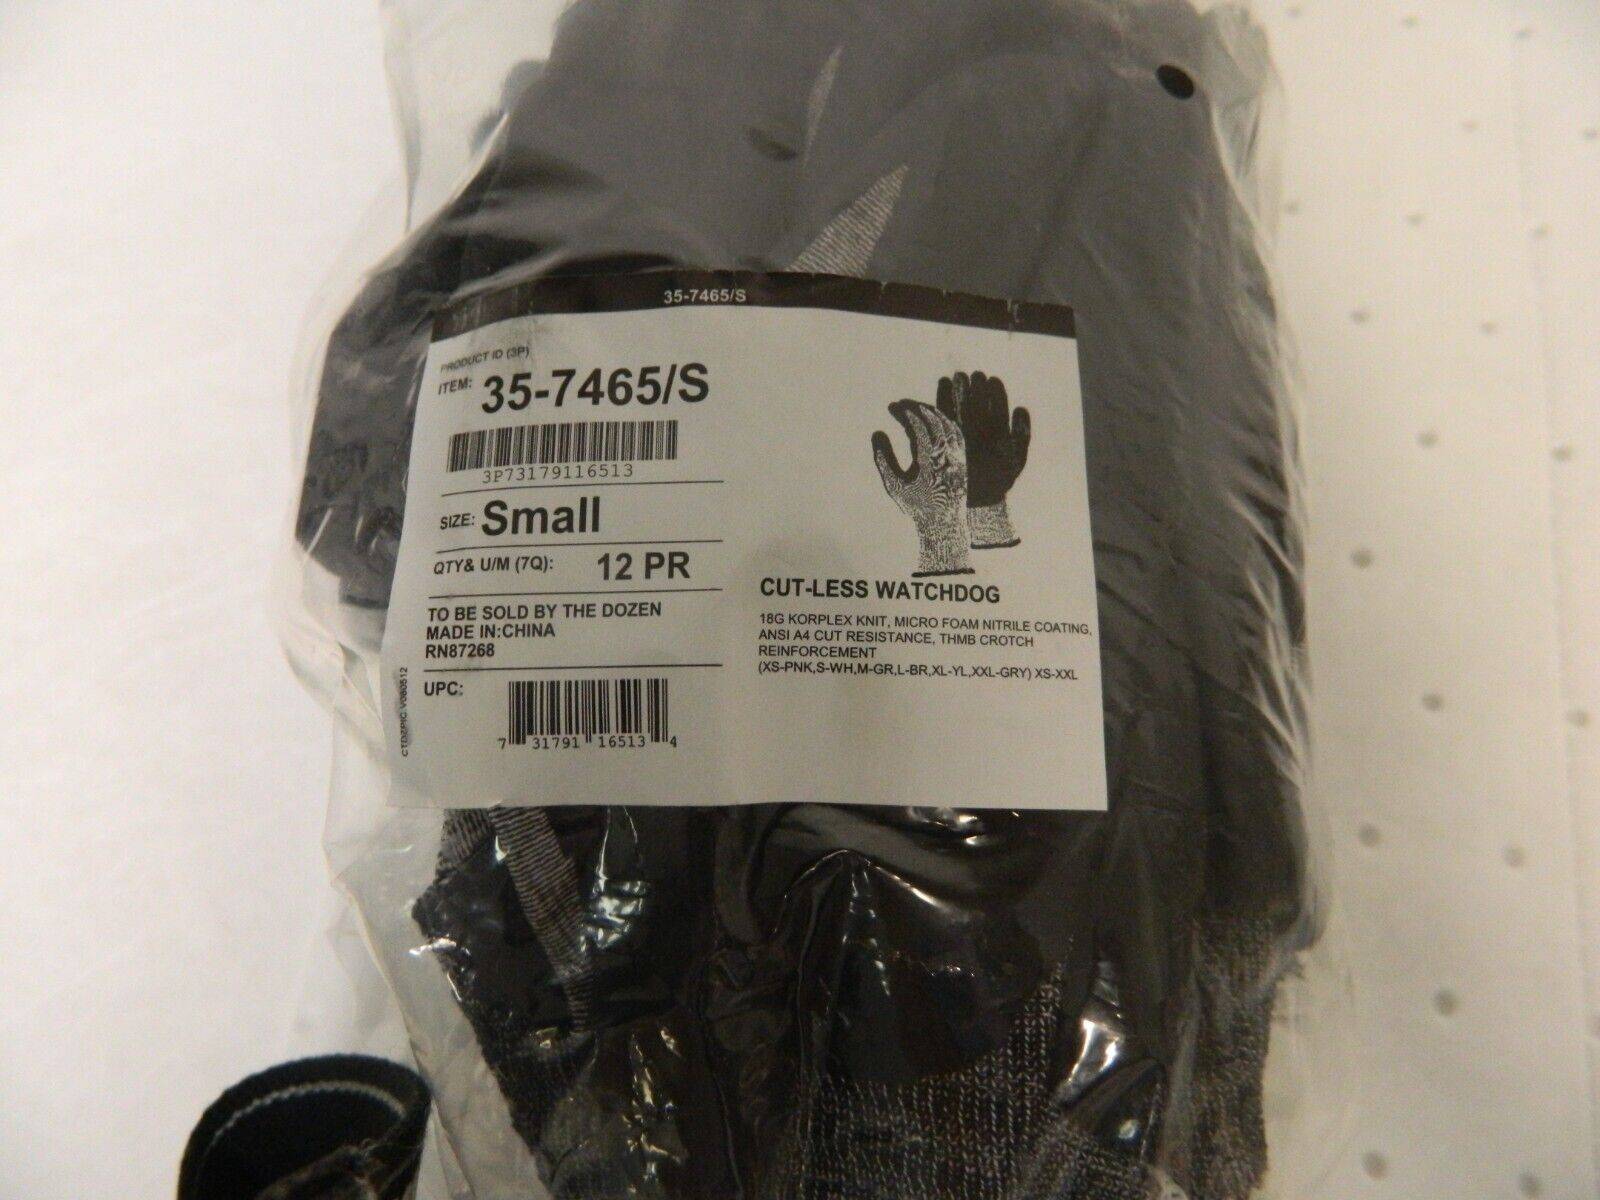 35-7465/S
PRODUCT ID (3P)
ITEM: 35-7465/S
3P73179116513
SIZE: Small
QTY& U/M (7Q): 12 PR
TO BE SOLD BY THE DOZEN
MADE IN:CHINA
RN87268
UPC:
7 31791 16513 4
CTDZEPIC V080512
CUT-LESS WATCHDOG
18G KORPLEX KNIT, MICRO FOAM NITRILE COATING,
ANSI A4 CUT RESISTANCE, THMB CROTCH
REINFORCEMENT
(XS-PNK,S-WH,M-GR,L-BR,XL-YL,XXL-GRY) XS-XXL